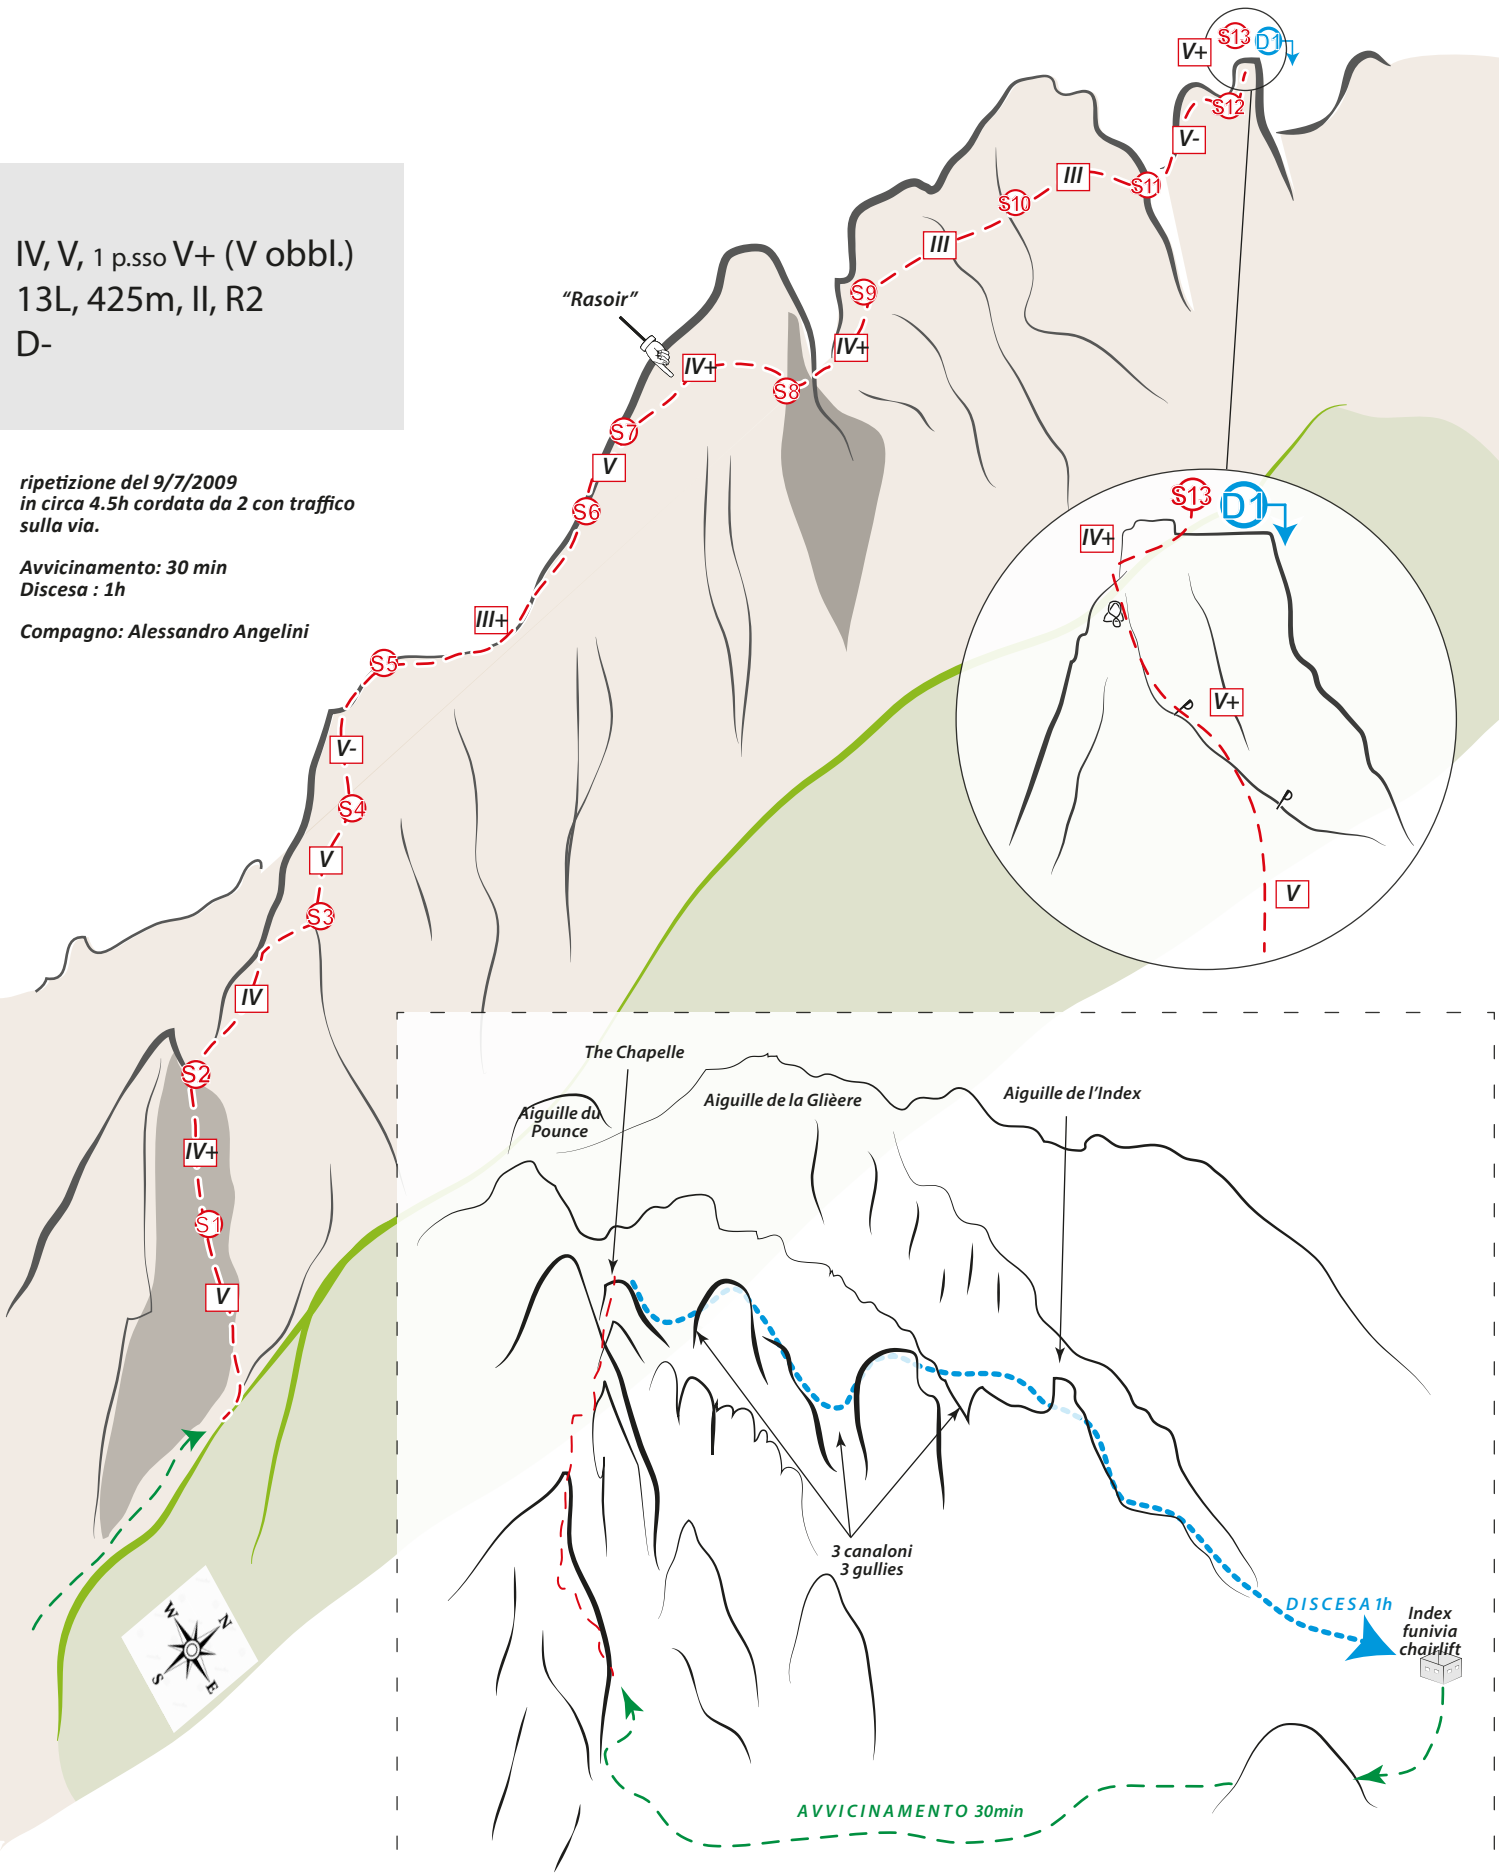 S13
D1
V+
S12
V-
S11
III
S10
III
S9
IV+
"Rasoir"
IV+
S8
S7
V
S6
III+
S5
V-
S4
V
S3
IV
S2
IV+
S1
V
IV, V, 1 p.sso V+ (V obbl.)
13L, 425m, II, R2
D-
ripetizione del 9/7/2009
in circa 4.5h cordata da 2 con traffico
sulla via.
Avvicinamento: 30 min
Discesa : 1h
Compagno: Alessandro Angelini
S13
D1
IV+
V+
V
The Chapelle
Aiguille du
Pounce
Aiguille de la Glièere
Aiguille de l'Index
3 canaloni
3 gullies
DISCESA 1h
Index
funivia
chairlift
AVVICINAMENTO 30min
W
N
S
E